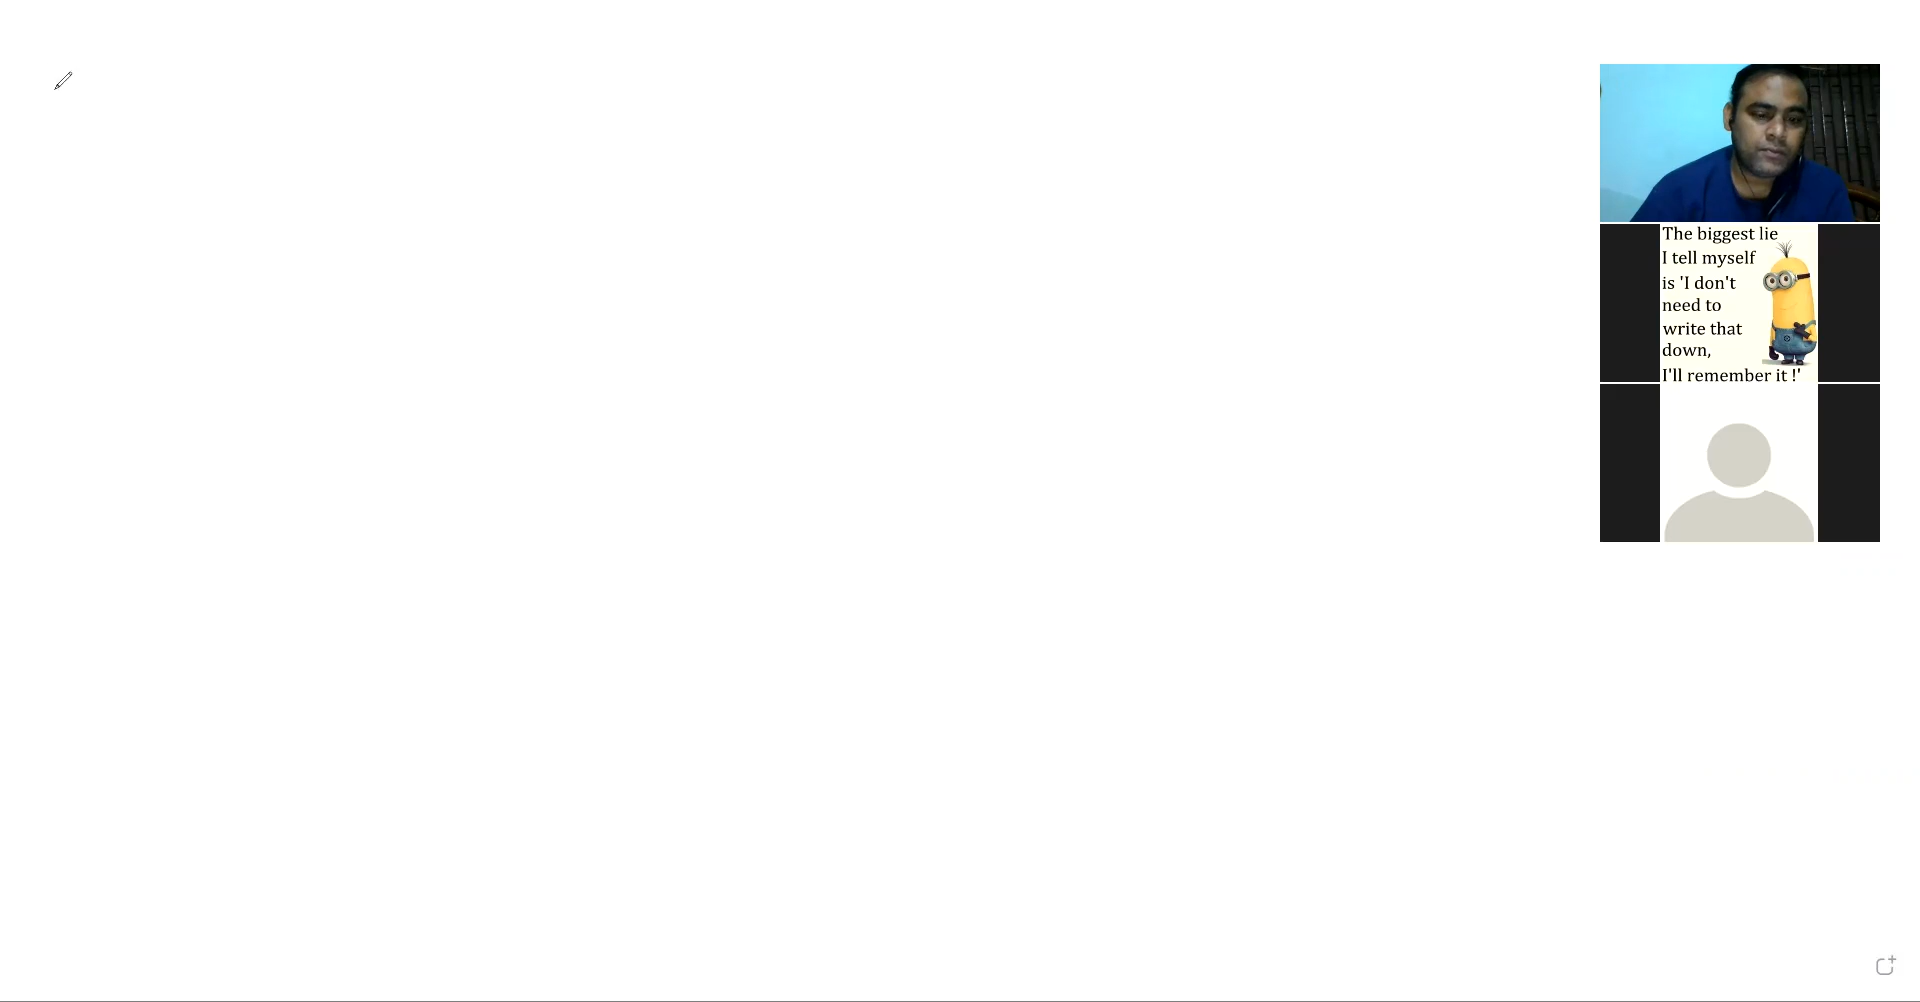 The biggest lie
I tell myself
is 'I don't
need to
write that
down,
I'll remember it !'